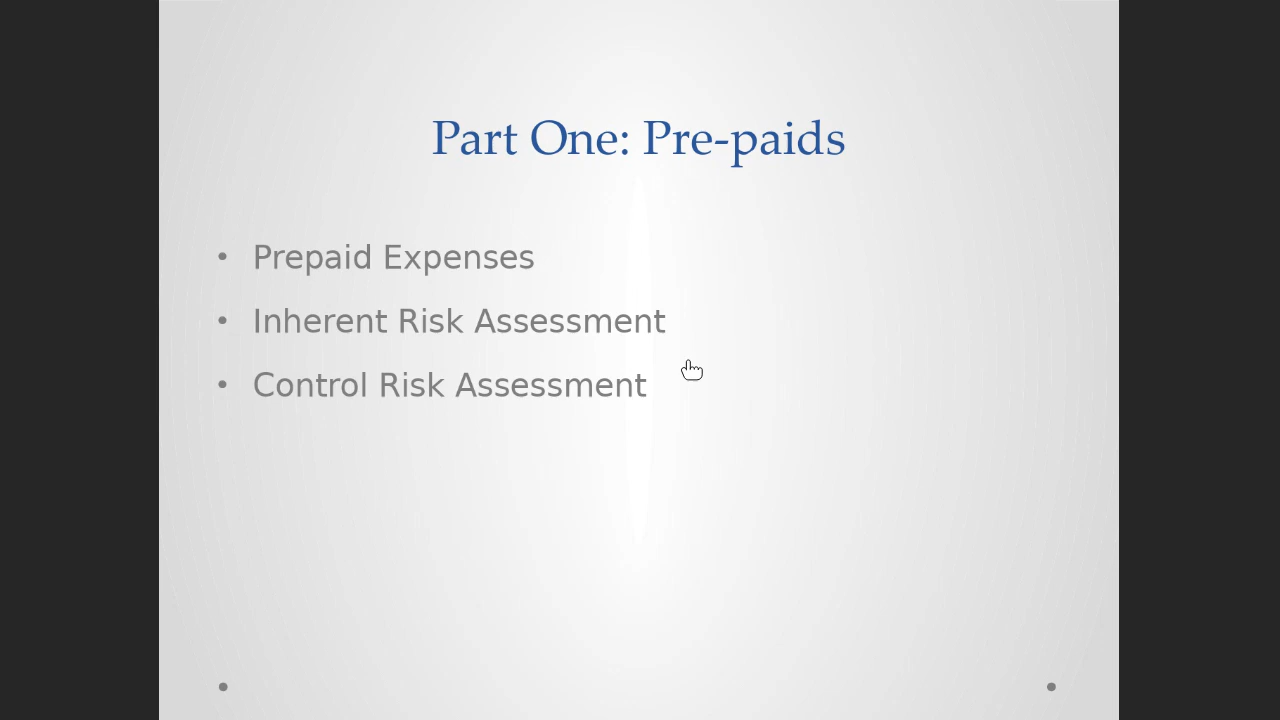 Part One: Pre-paids
• Prepaid Expenses
• Inherent Risk Assessment
• Control Risk Assessment